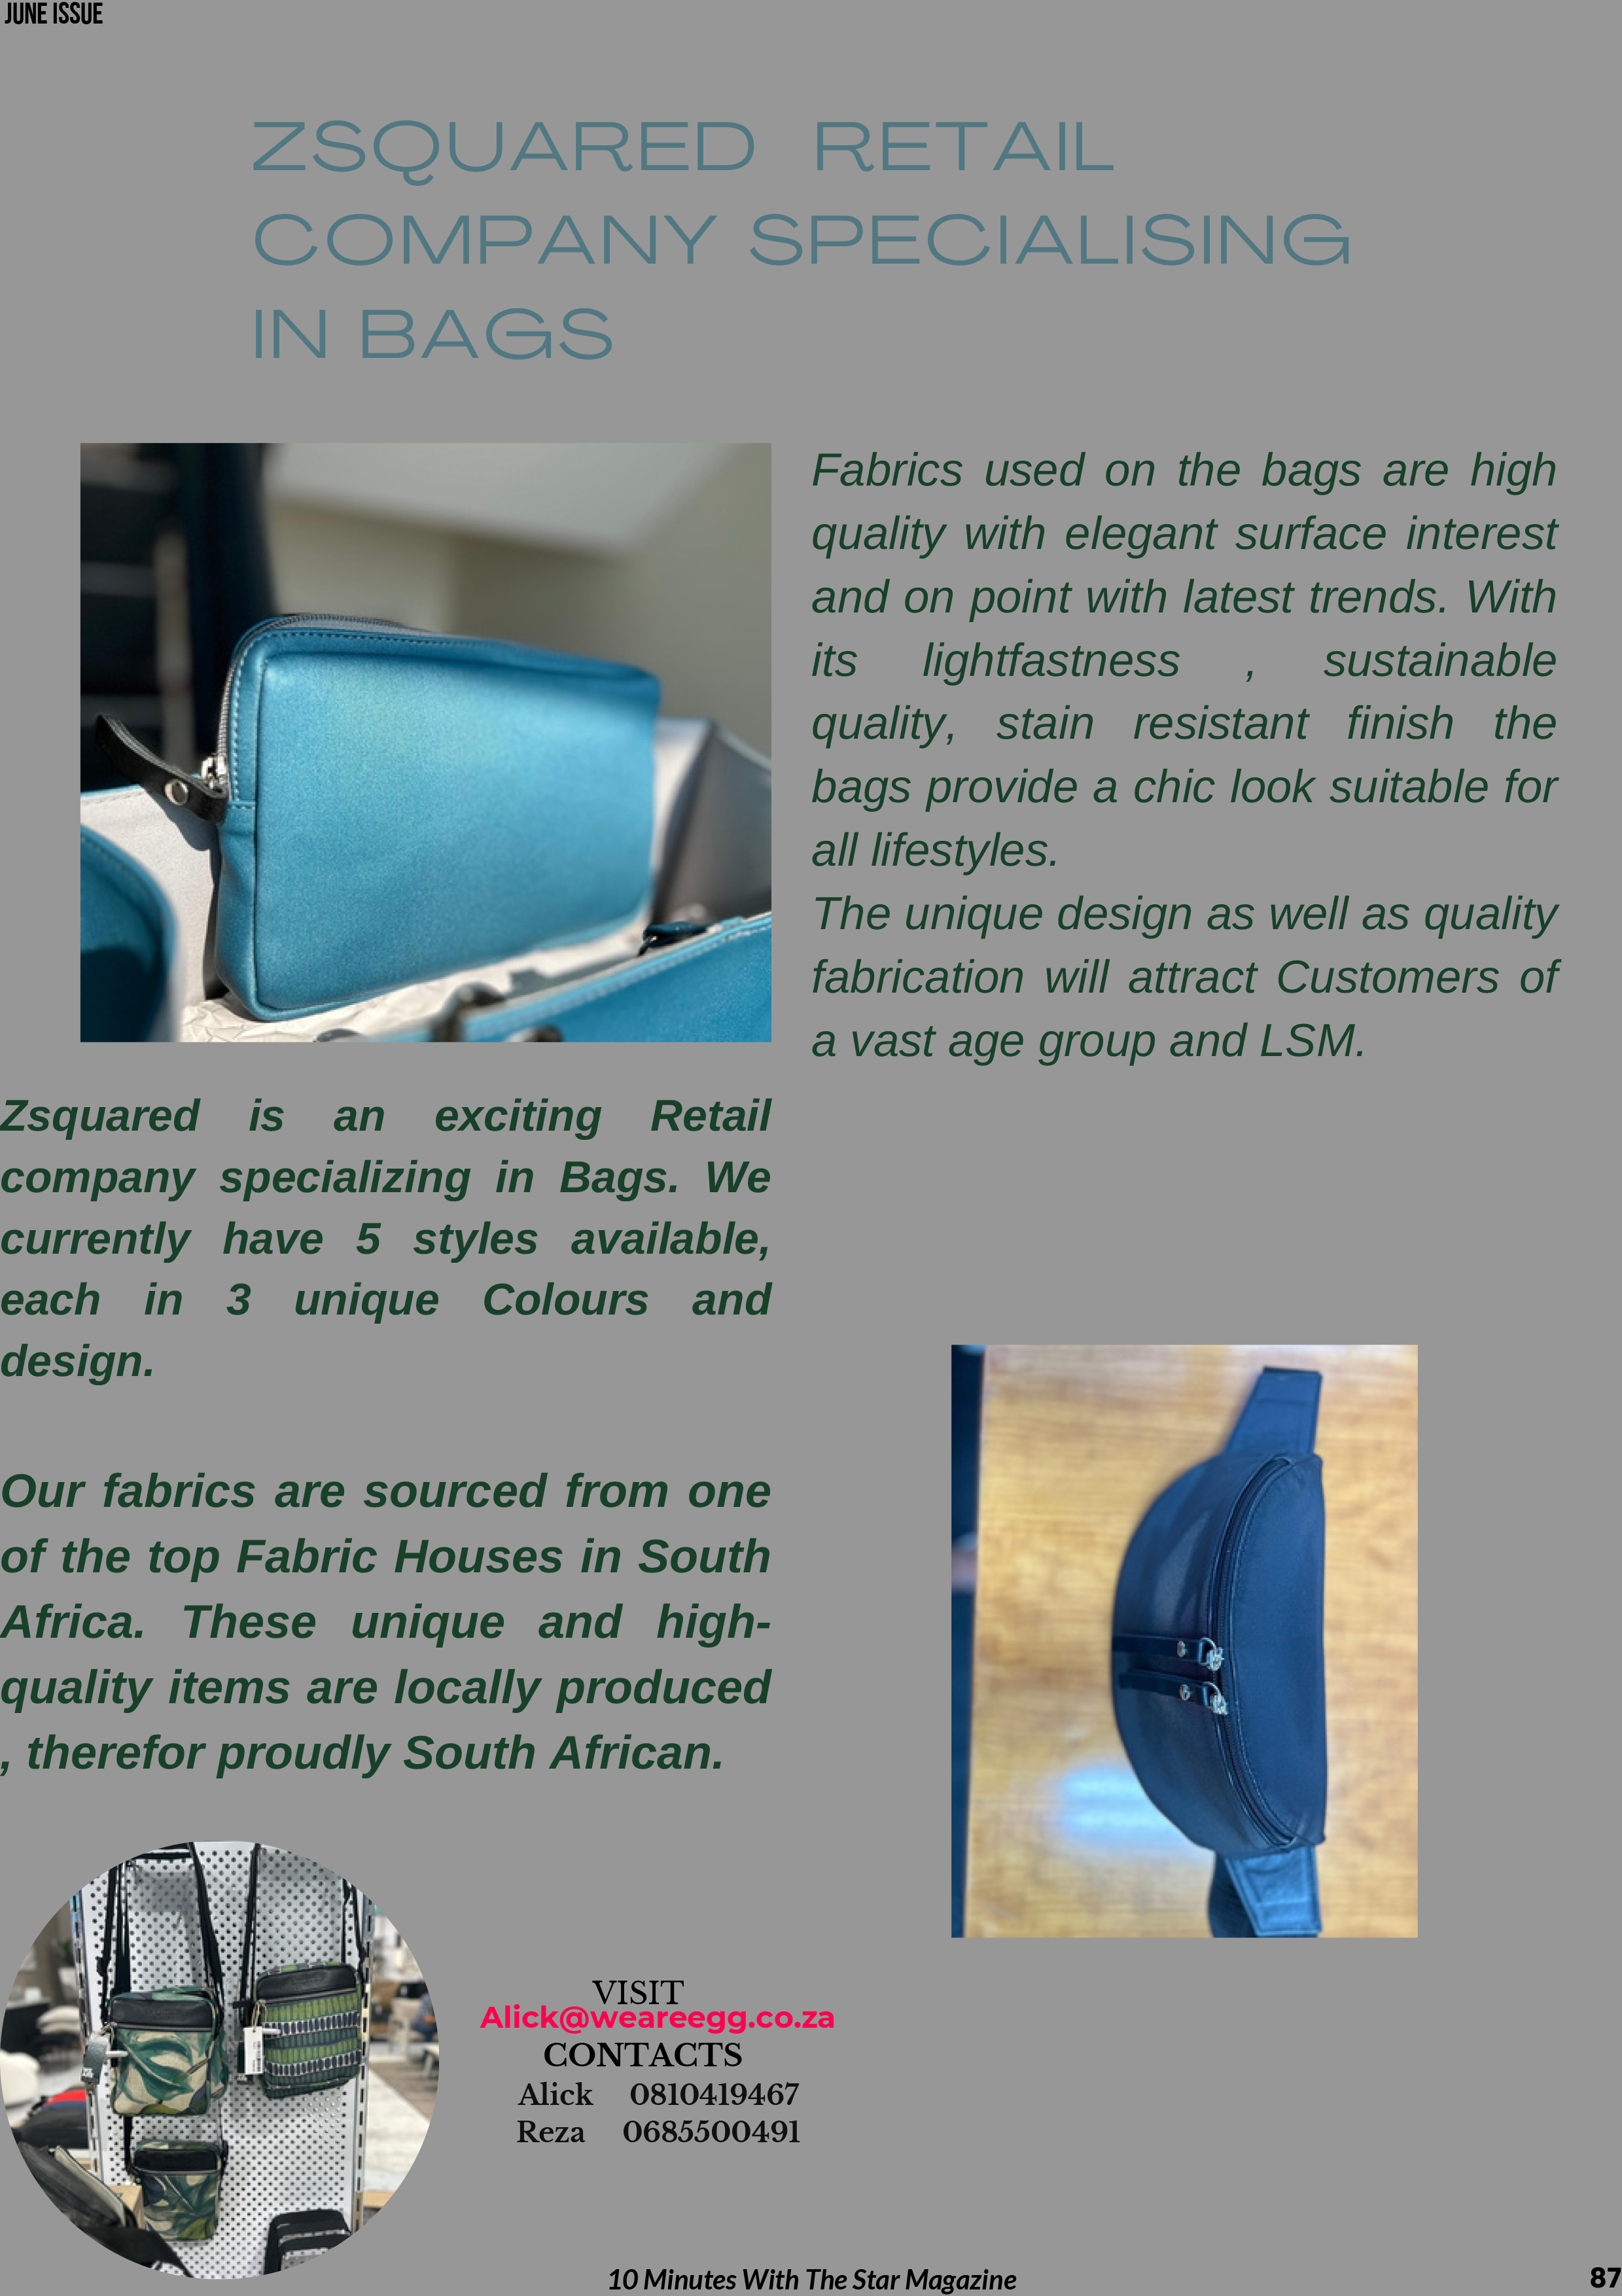 JUNE ISSUE
ZSQUARED RETAIL
COMPANY SPECIALISING
IN BAGS
Fabrics used on the bags are high
quality with elegant surface interest
and on point with latest trends. With
its lightfastness , sustainable
quality, stain resistant finish the
bags provide a chic look suitable for
all lifestyles.
The unique design as well as quality
fabrication will attract Customers of
a vast age group and LSM.
Zsquared is an exciting Retail
company specializing in Bags. We
currently have 5 styles available,
each in 3 unique Colours and
design.
Our fabrics are sourced from one
of the top Fabric Houses in South
Africa. These unique and high-
quality items are locally produced
, therefor proudly South African.
VISIT
Alick@weareegg.co.za
CONTACTS
Alick 0810419467
Reza 0685500491
10 Minutes With The Star Magazine
87